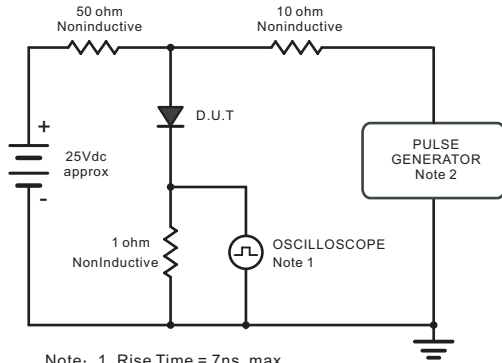 50 ohm
Noninductive
10 ohm
Noninductive
D.U.T
+
25Vdc
approx
-
PULSE
GENERATOR
Note 2
1 ohm
NonInductive
OSCILLOSCOPE
Note 1
Note: 1. Rise Time = 7ns, max.